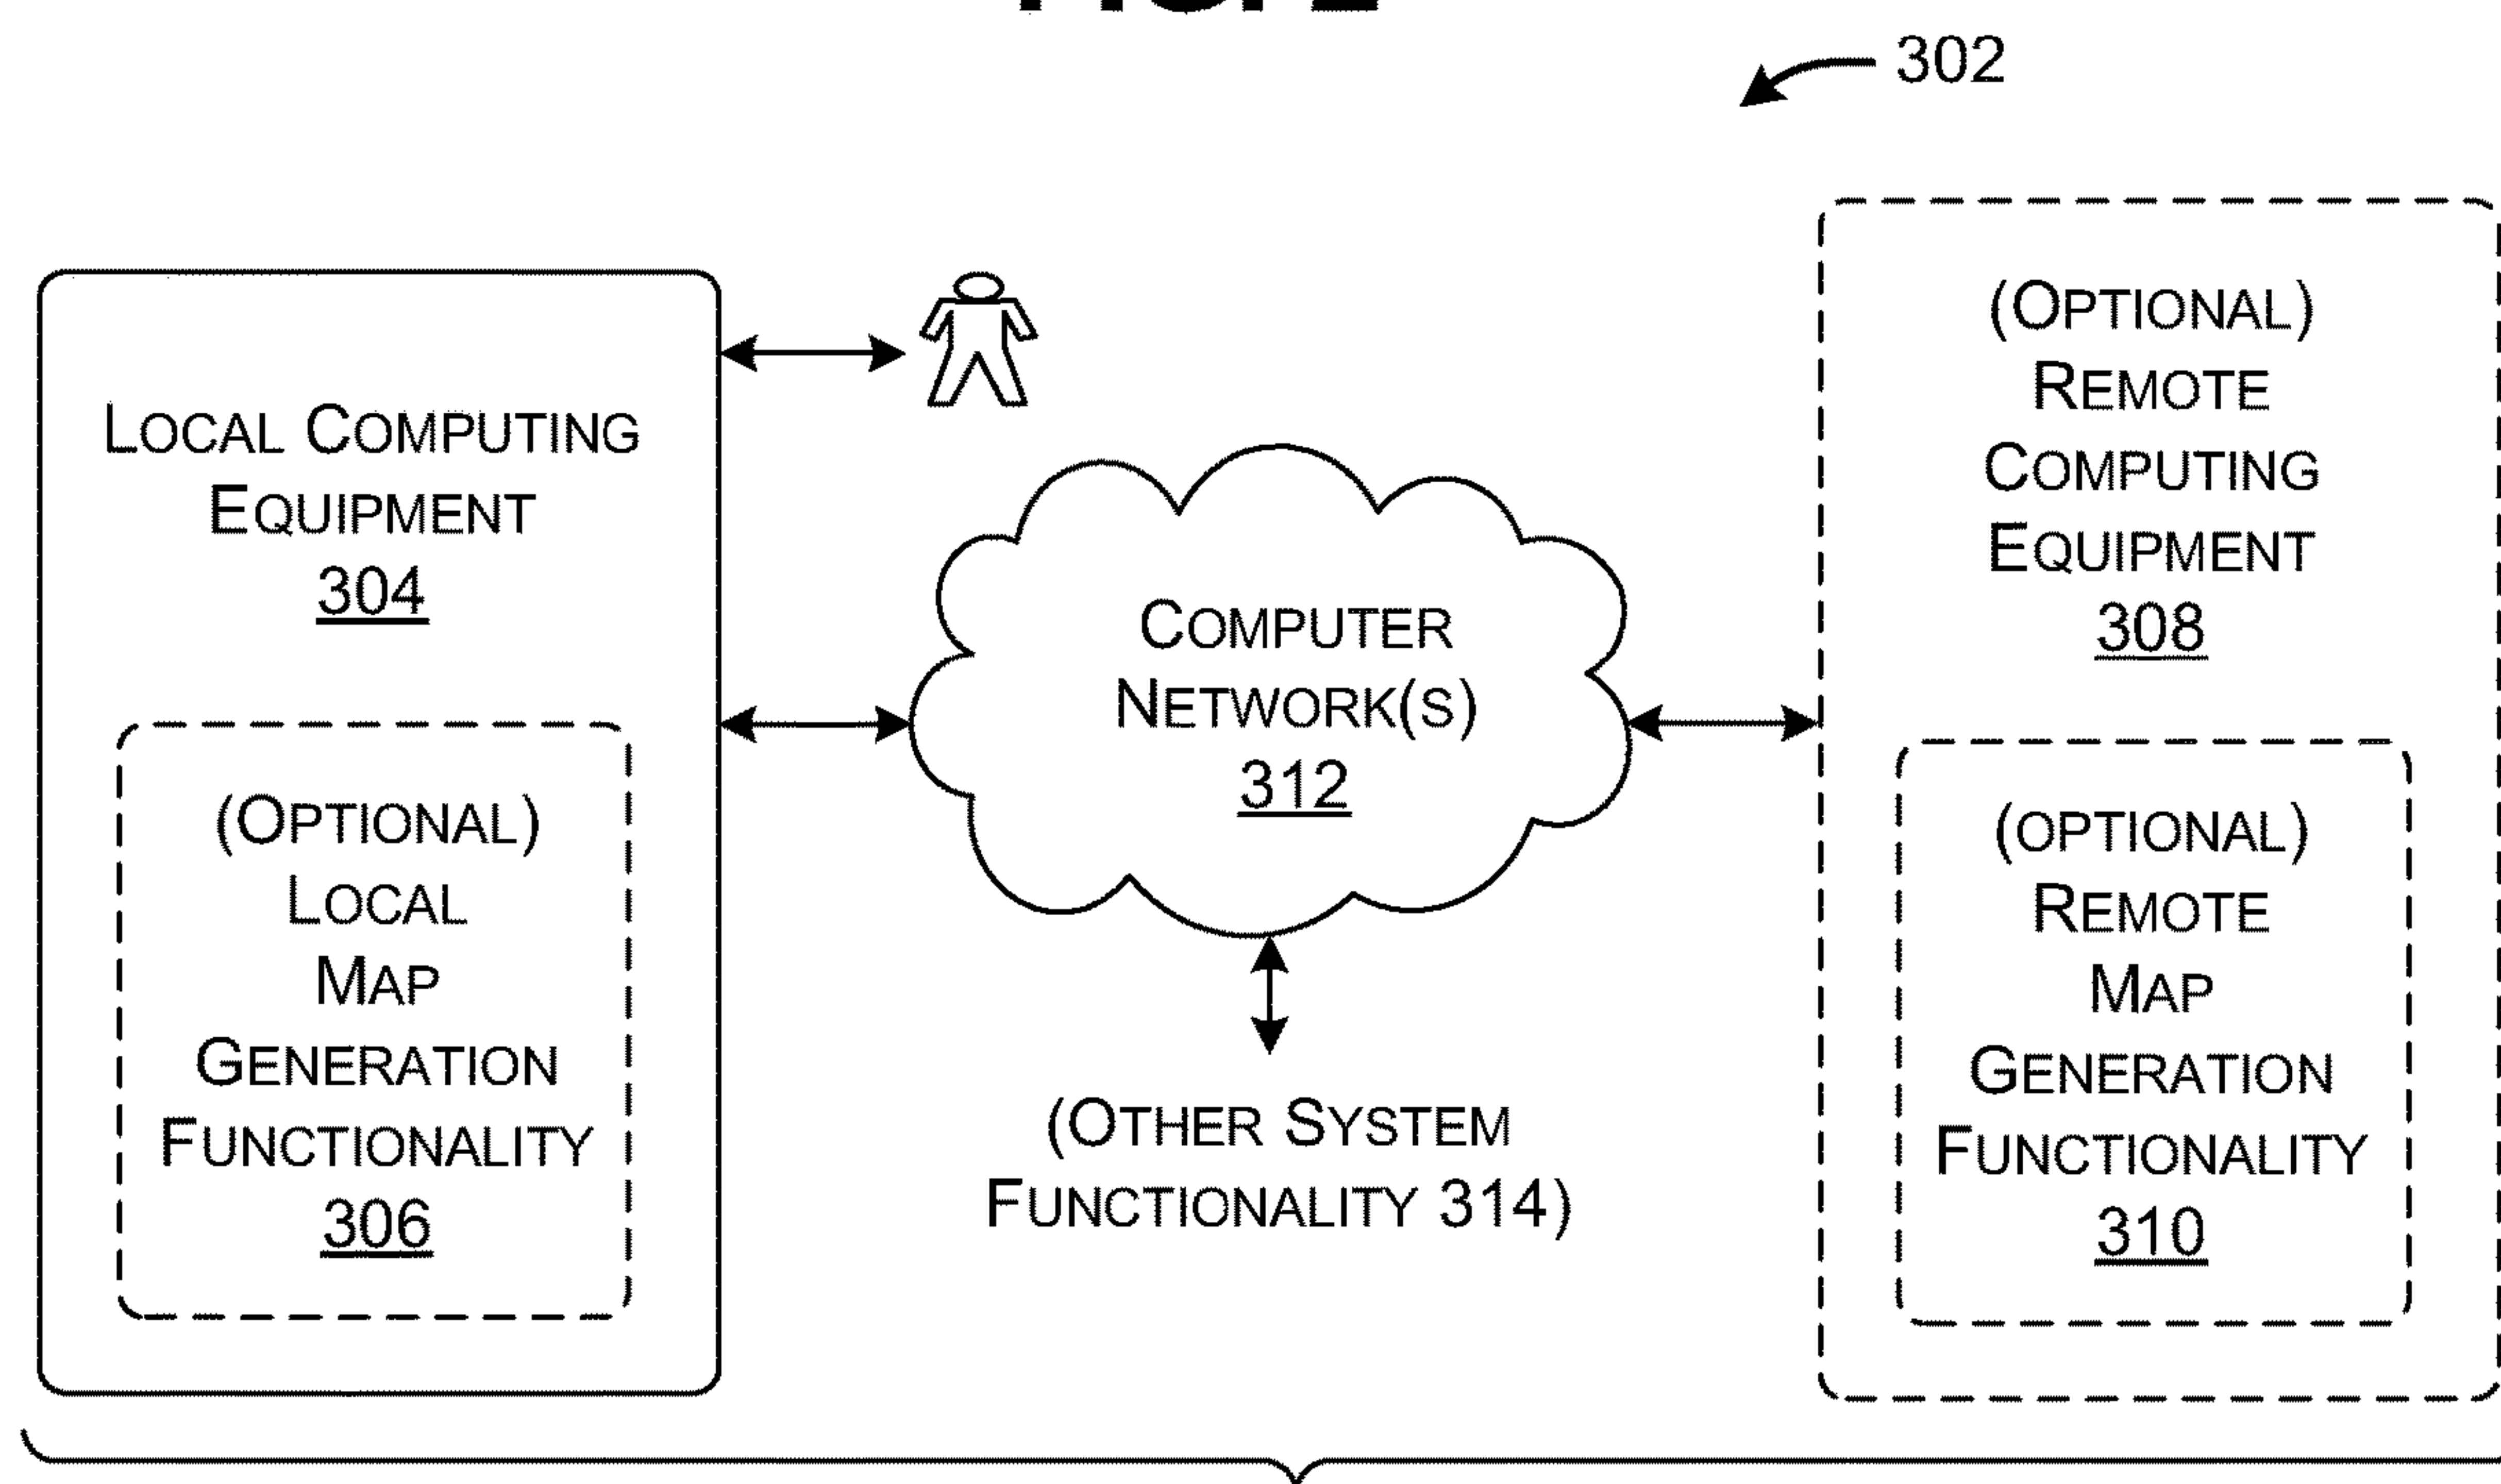 302
LOCAL COMPUTING
EQUIPMENT
304
(OPTIONAL)
LOCAL
MAP
GENERATION
FUNCTIONALITY
306
COMPUTER
NETWORK(S)
312
(OTHER SYSTEM
FUNCTIONALITY 314)
(OPTIONAL)
REMOTE
COMPUTING
EQUIPMENT
308
(OPTIONAL)
REMOTE
MAP
GENERATION
FUNCTIONALITY
310